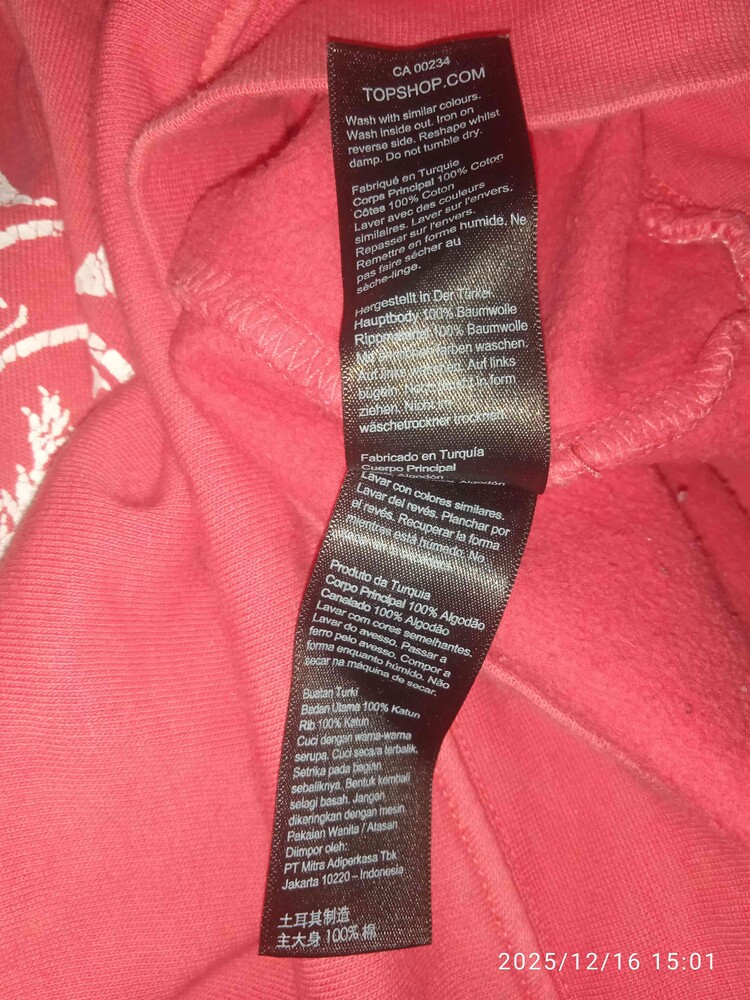 CA 00234
TOPSHOP.COM
Wash with similar colours.
Wash inside out. Iron on
reverse side. Reshape whilst
damp. Do not tumble dry.
Fabriqué en Turquie
Corps Principal 100% Coton
Côtes 100% Coton
Laver avec des couleurs
similaires. Laver sur l'envers.
Repasser sur l'envers.
Remettre en forme humide. Ne
pas faire sécher au
sèche-linge.
Hergestellt in Der Türkei
Hauptbody 100% Baumwolle
100% Baumwolle
waschen.
Auf links
in form
ziehen.
wäschetrockner trocknen.
Fabricado en Turquía
Cuerpo Principal
Lavar con colores similares.
Lavar del revés. Planchar por
el revés. Recuperar la forma
mientras está húmedo. No
Produto da Turquia
Corpo Principal 100% Algodão
Canelado 100% Algodão
Lavar com cores semelhantes.
Lavar do avesso. Passar a
ferro pelo avesso. Compor a
forma enquanto húmido. Não
secar na máquina de secar.
Buatan Turki
Badan Utama 100% Katun
Rib 100% Katun
Cuci dengan warna-warna
serupa. Cuci secara terbalik.
Setrika pada bagian
sebaliknya. Bentuk kembali
selagi basah. Jangan
dikeringkan dengan mesin.
Pakaian Wanita / Atasan
Diimpor oleh:
PT Mitra Adiperkasa Tbk
Jakarta 10220 – Indonesia
土耳其制造
主大身 100% 棉
2025/12/16 15:01